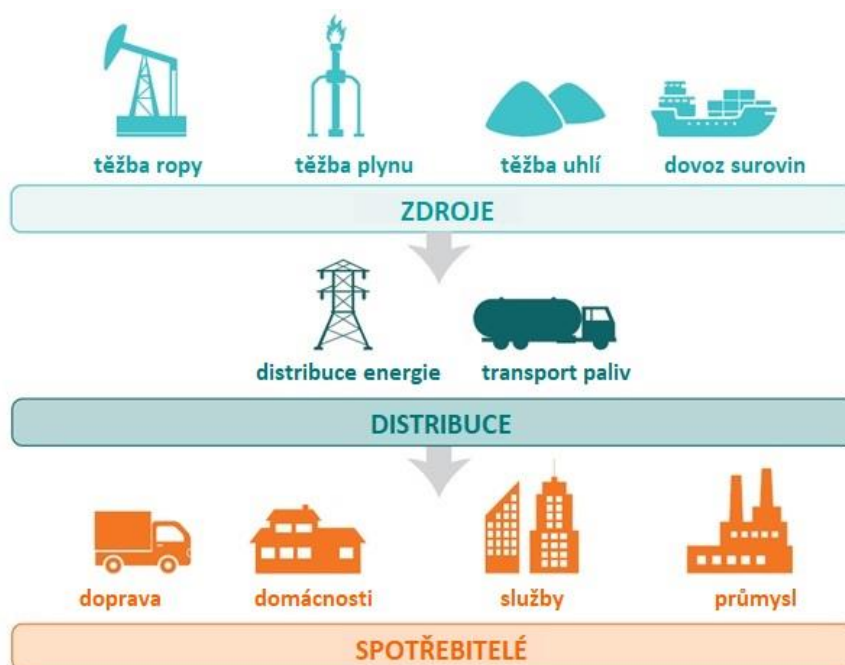 těžba ropy těžba plynu těžba uhlí dovoz surovin
ZDROJE
distribuce energie transport paliv
DISTRIBUCE
doprava domácnosti služby průmysl
SPOTŘEBITELÉ